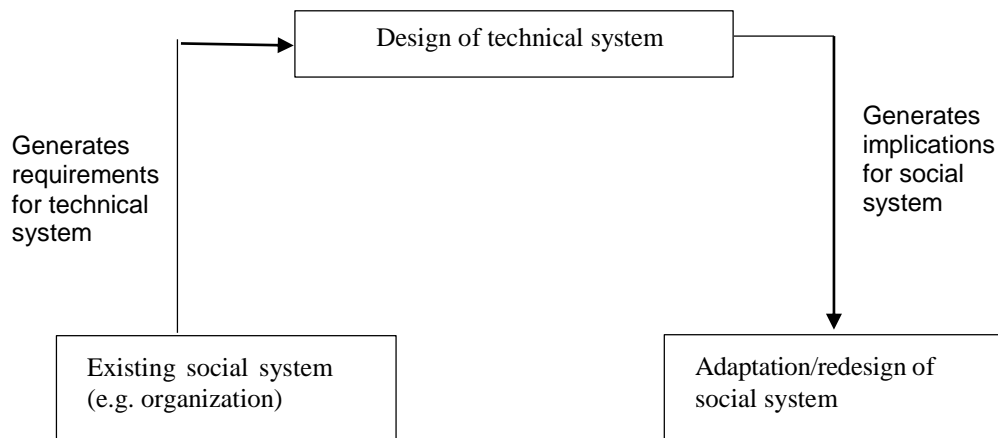 Design of technical system
Generates
requirements
for technical
system
Generates
implications
for social
system
Existing social system
(e.g. organization)
Adaptation/redesign of
social system